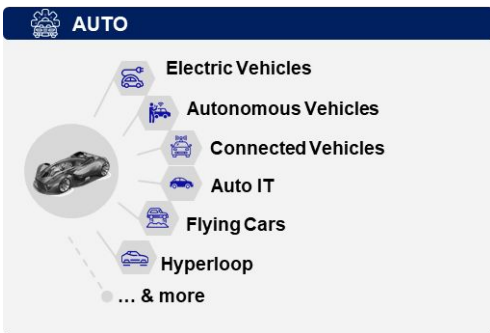 AUTO
Electric Vehicles
Autonomous Vehicles
Connected Vehicles
Auto IT
Flying Cars
Hyperloop
... & more